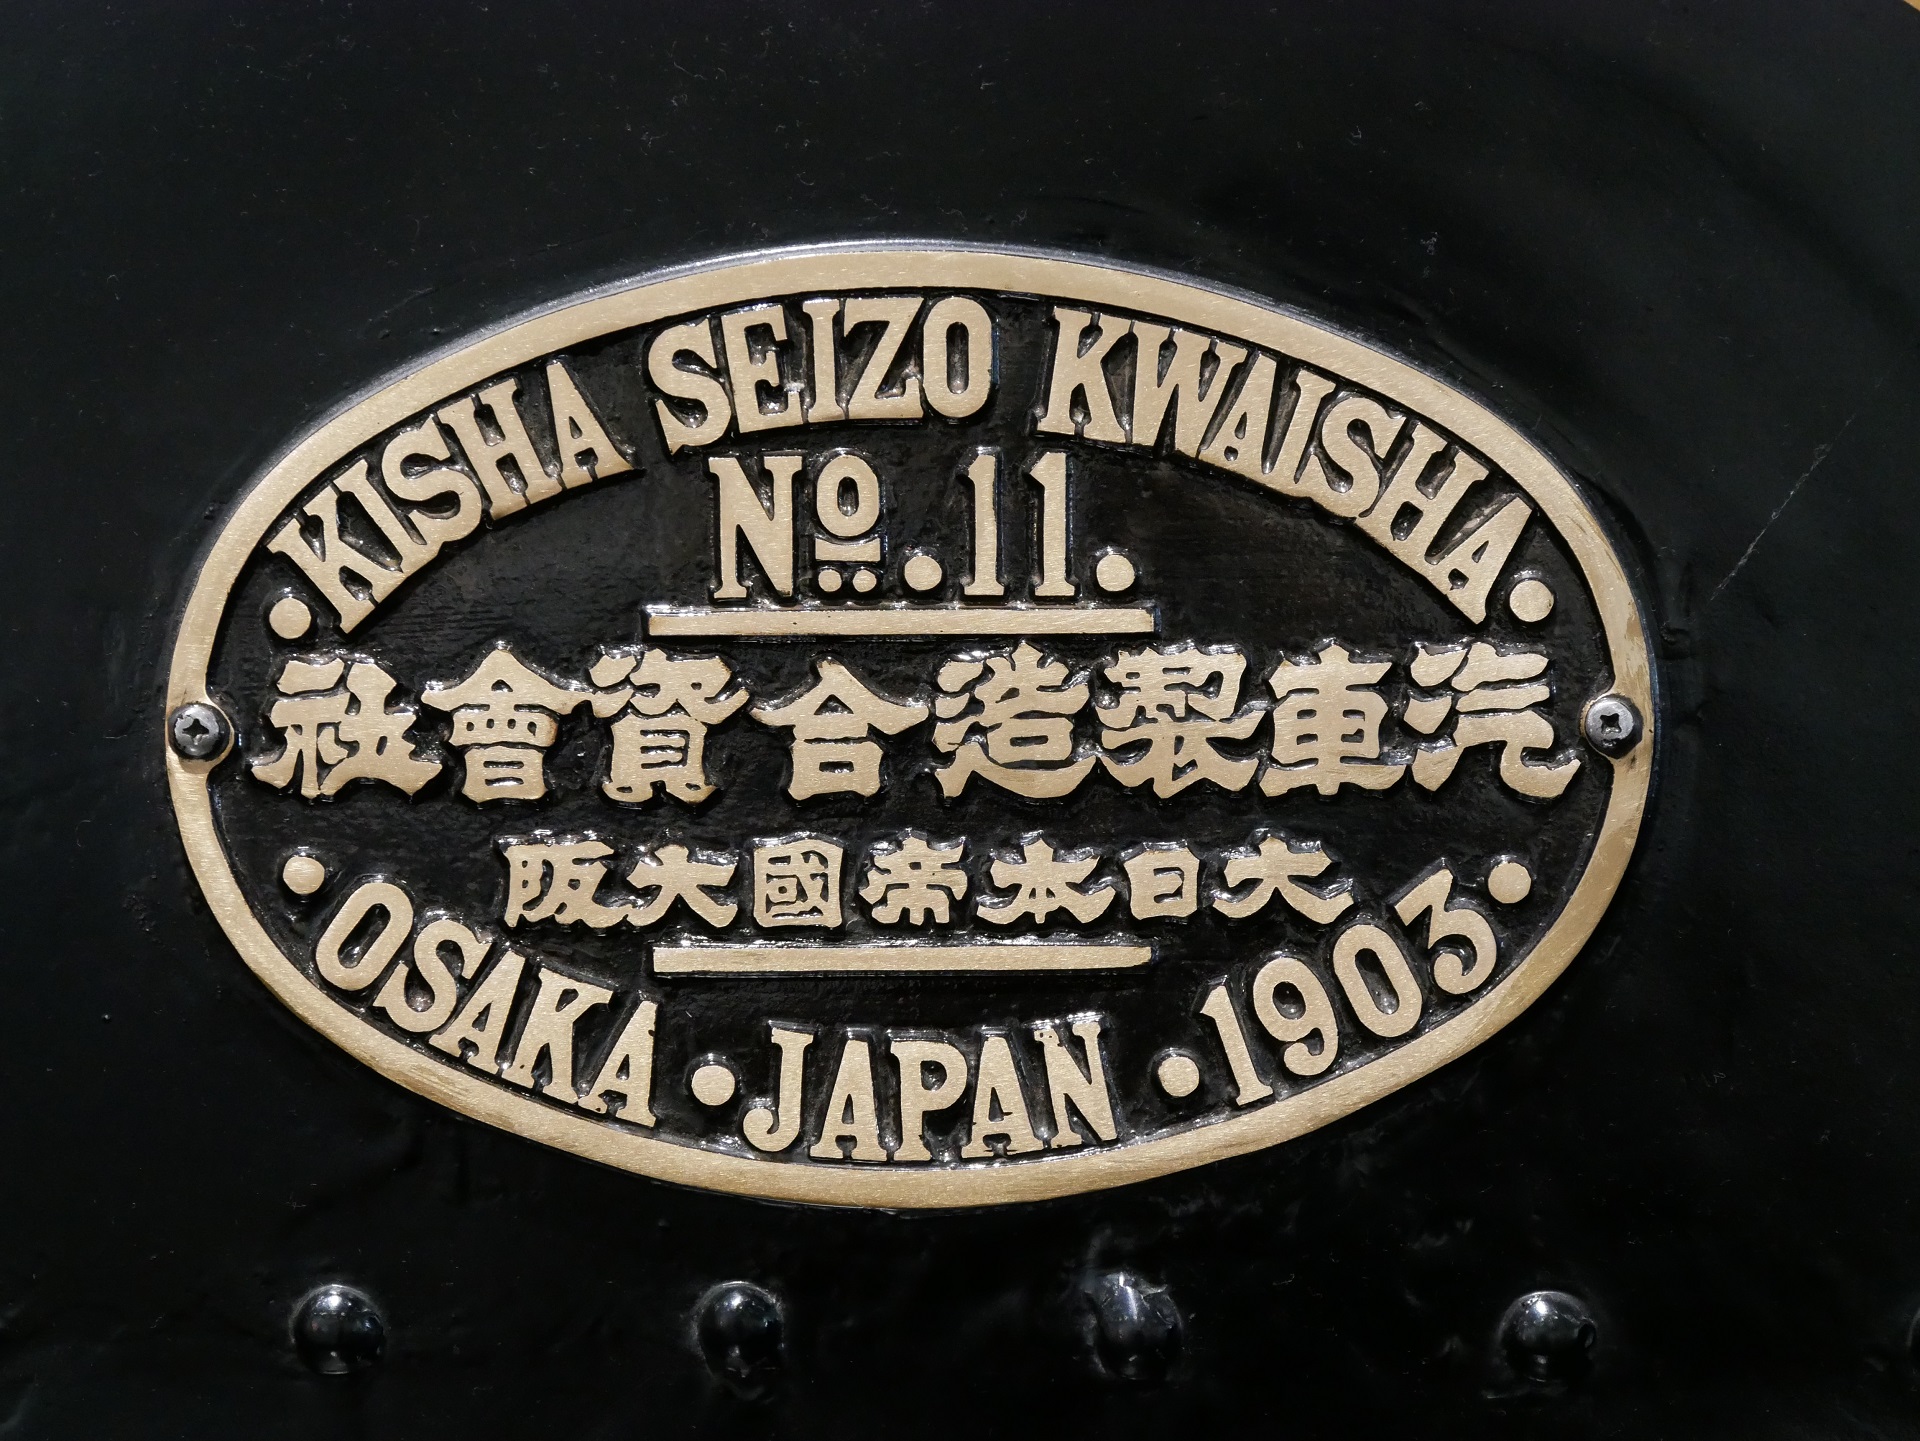 KISHA SEIZO KWAISHA
No. 11.
汽車製造合資會社
大日本帝國大阪
OSAKA・JAPAN・1903